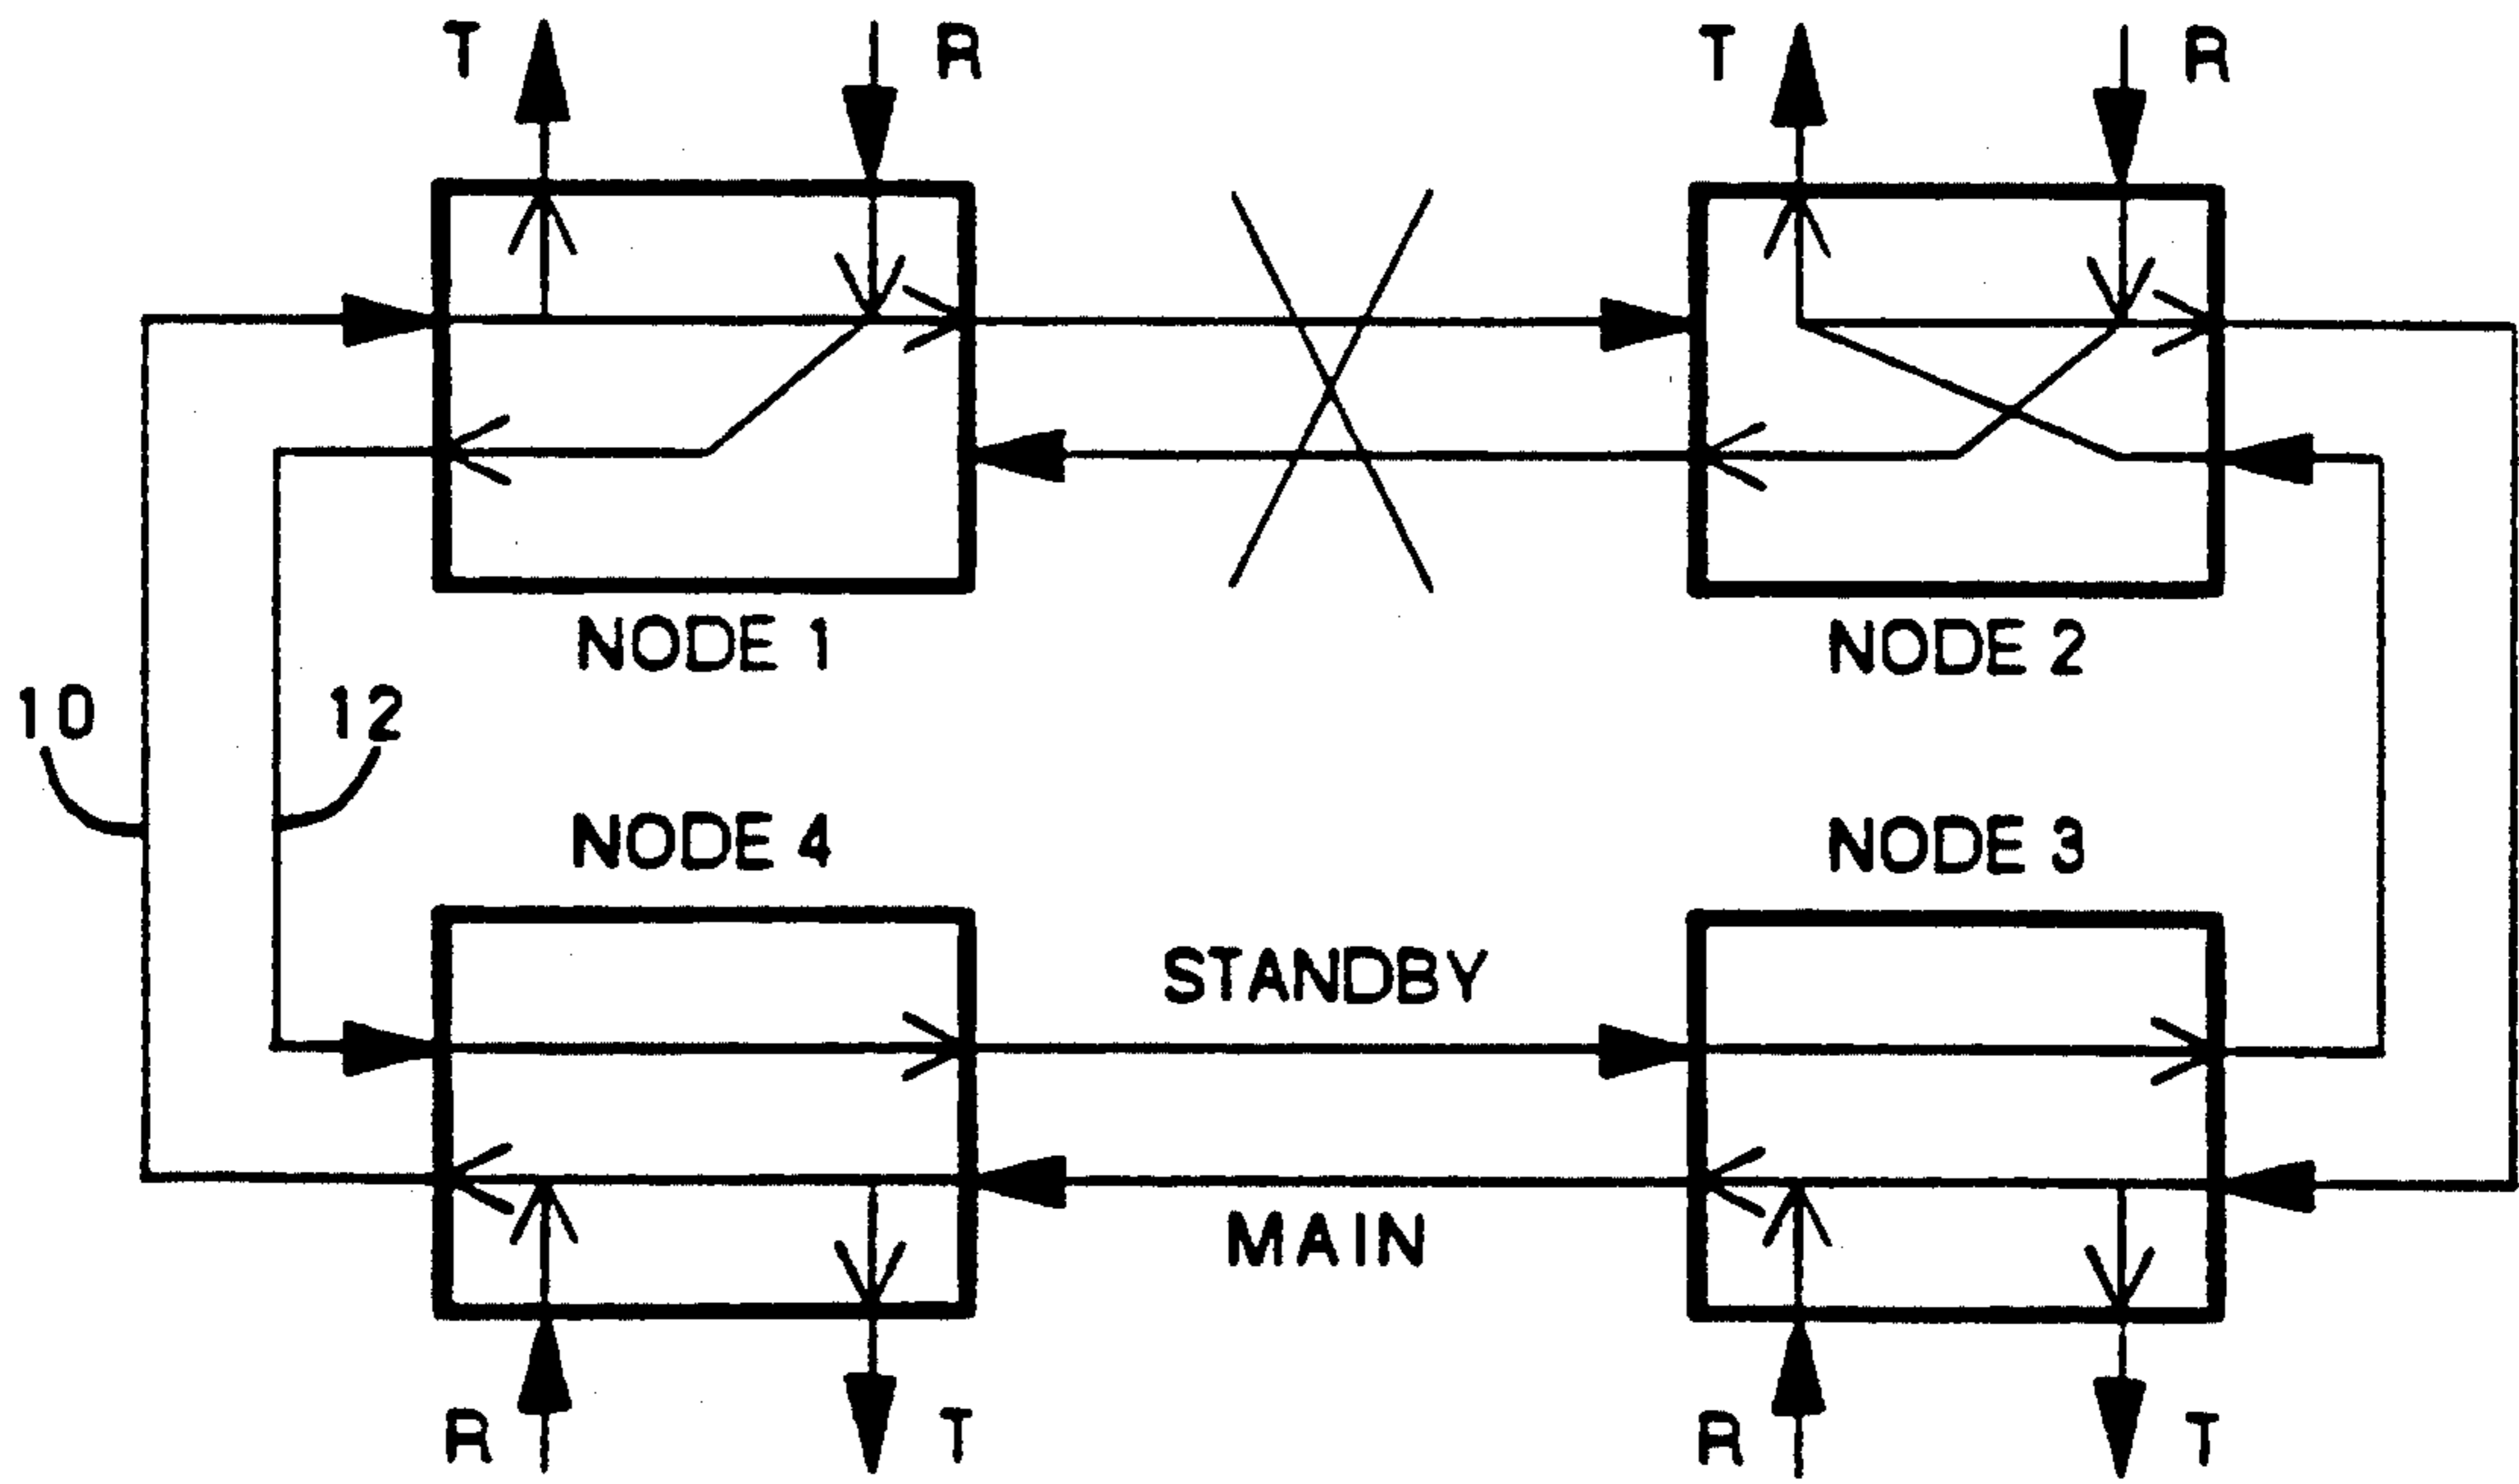 T R T R
NODE 1 NODE 2
10 12
NODE 4 NODE 3
STANDBY
MAIN
R T R T